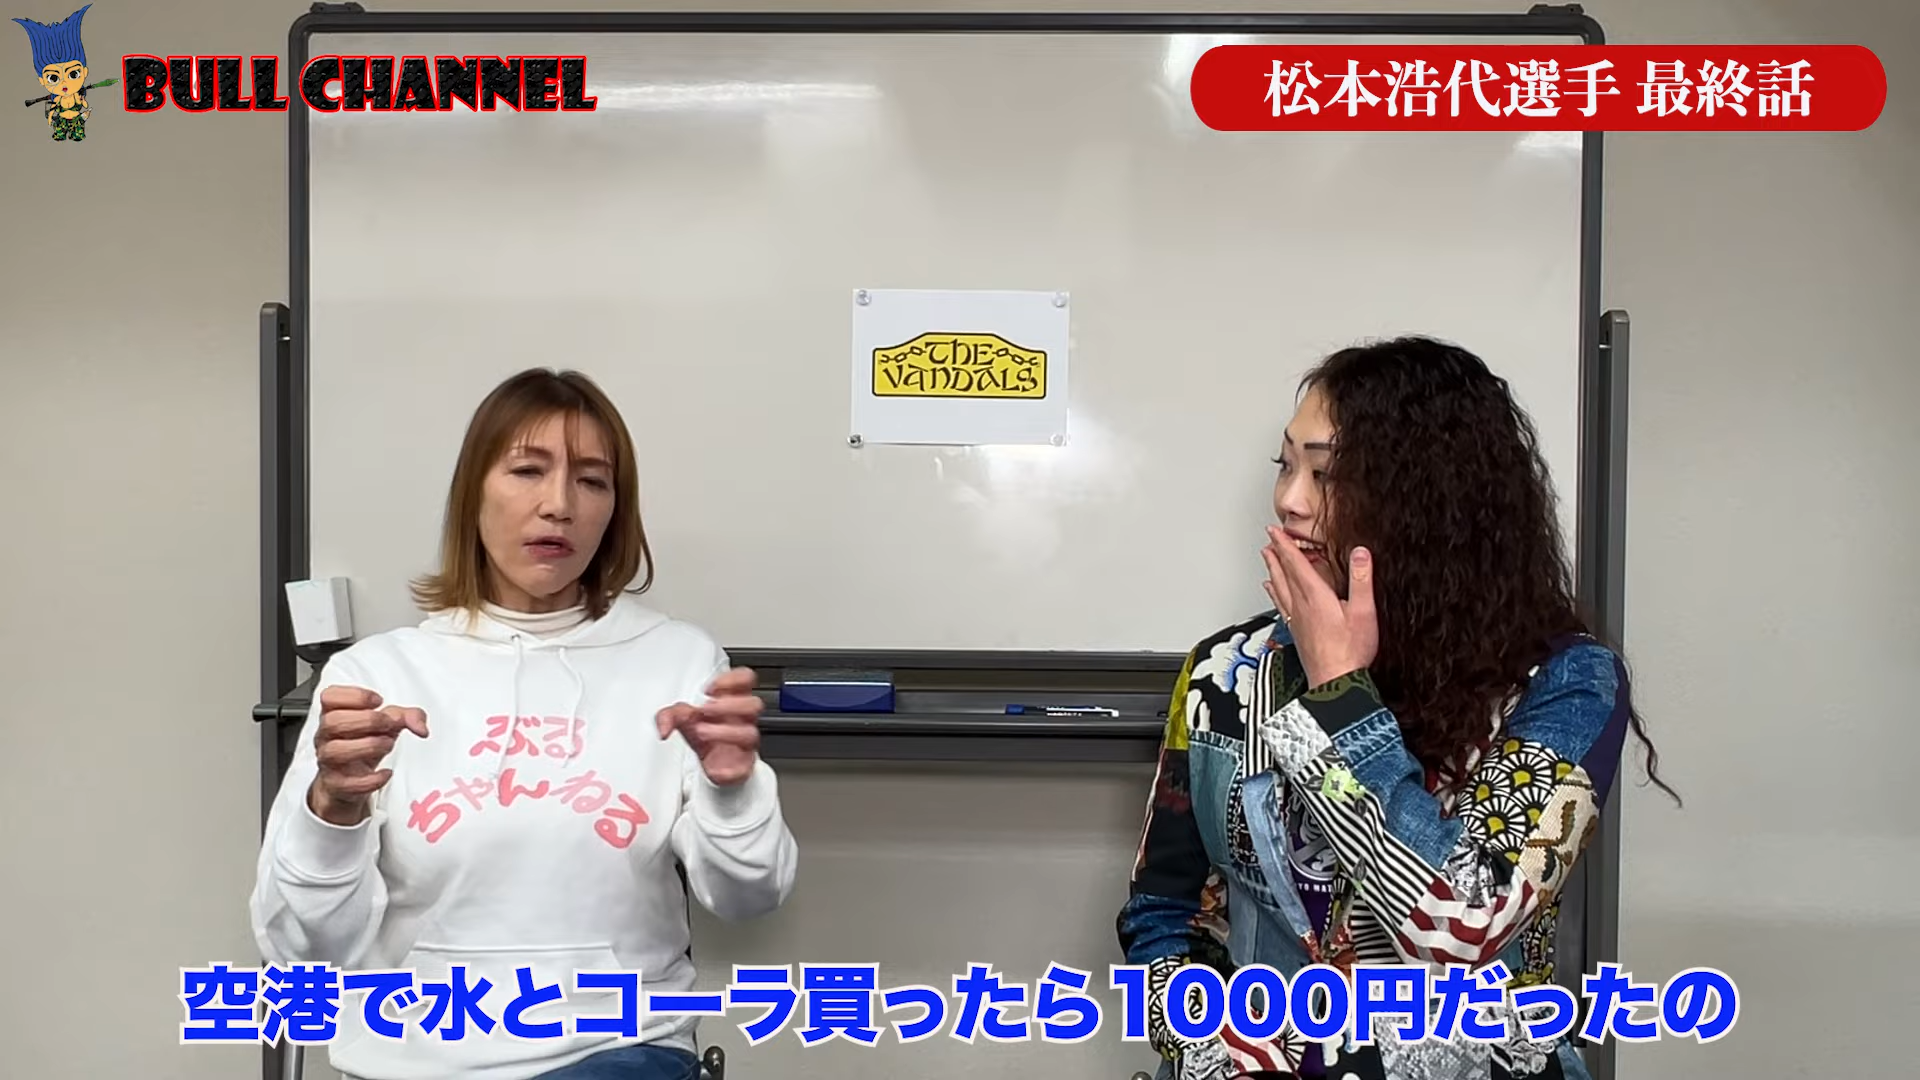 BULL CHANNEL
松本浩代選手 最終話
THE
VANDALS
ぶる
ちゃんねる
空港で水とコーラ買ったら1000円だったの